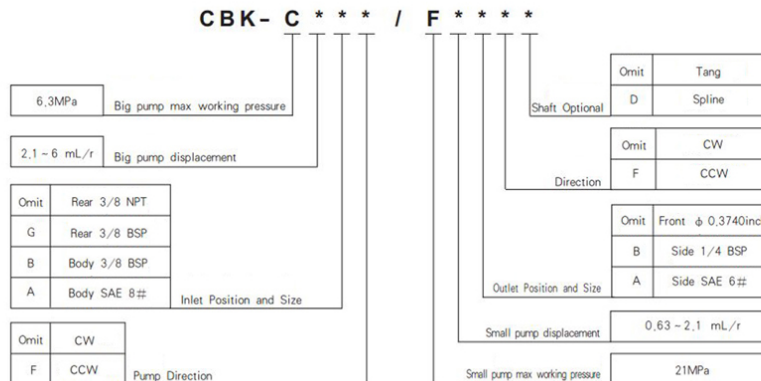 CBK- C * * * / F * * * *
6.3MPa Big pump max working pressure
2.1~6 mL/r Big pump displacement
Omit Rear 3/8 NPT
G Rear 3/8 BSP
B Body 3/8 BSP
A Body SAE 8#
Inlet Position and Size
Omit CW
F CCW
Pump Direction
Omit Tang
D Spline
Shaft Optional
Omit CW
F CCW
Direction
Omit Front ϕ 0.3740inch
B Side 1/4 BSP
A Side SAE 6#
Outlet Position and Size
Small pump displacement 0.63~2.1 mL/r
Small pump max working pressure 21MPa